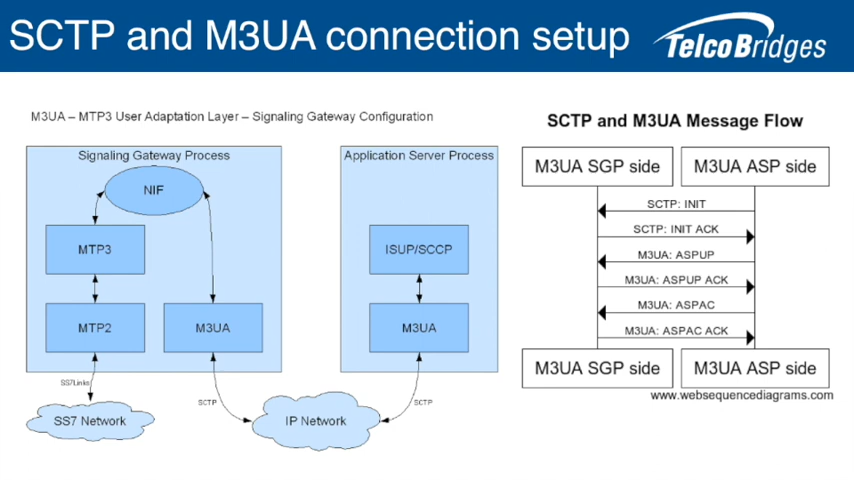 SCTP and M3UA connection setup
TelcoBridges
M3UA – MTP3 User Adaptation Layer – Signaling Gateway Configuration
Signaling Gateway Process
NIF
MTP3
MTP2
M3UA
SS7Links
SS7 Network
SCTP
IP Network
SCTP
Application Server Process
ISUP/SCCP
M3UA
SCTP and M3UA Message Flow
M3UA SGP side
M3UA ASP side
SCTP: INIT
SCTP: INIT ACK
M3UA: ASPUP
M3UA: ASPUP ACK
M3UA: ASPAC
M3UA: ASPAC ACK
M3UA SGP side
M3UA ASP side
www.websequencediagrams.com